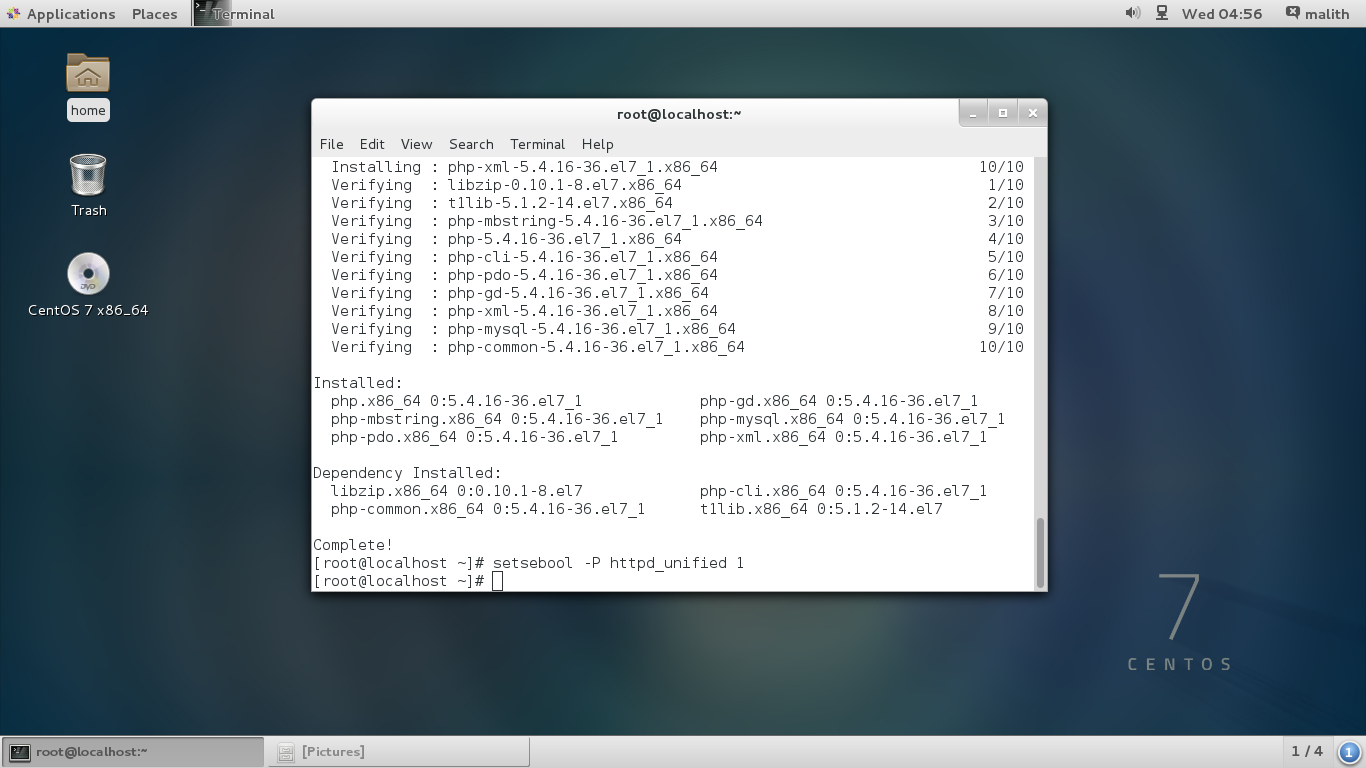 Applications Places Terminal Wed 04:56 malith
home
Trash
DVD
CentOS 7 x86_64
root@localhost:~
File Edit View Search Terminal Help
Installing : php-xml-5.4.16-36.el7_1.x86_64 10/10
Verifying : libzip-0.10.1-8.el7.x86_64 1/10
Verifying : t1lib-5.1.2-14.el7.x86_64 2/10
Verifying : php-mbstring-5.4.16-36.el7_1.x86_64 3/10
Verifying : php-5.4.16-36.el7_1.x86_64 4/10
Verifying : php-cli-5.4.16-36.el7_1.x86_64 5/10
Verifying : php-pdo-5.4.16-36.el7_1.x86_64 6/10
Verifying : php-gd-5.4.16-36.el7_1.x86_64 7/10
Verifying : php-xml-5.4.16-36.el7_1.x86_64 8/10
Verifying : php-mysql-5.4.16-36.el7_1.x86_64 9/10
Verifying : php-common-5.4.16-36.el7_1.x86_64 10/10
Installed:
php.x86_64 0:5.4.16-36.el7_1 php-gd.x86_64 0:5.4.16-36.el7_1
php-mbstring.x86_64 0:5.4.16-36.el7_1 php-mysql.x86_64 0:5.4.16-36.el7_1
php-pdo.x86_64 0:5.4.16-36.el7_1 php-xml.x86_64 0:5.4.16-36.el7_1
Dependency Installed:
libzip.x86_64 0:0.10.1-8.el7 php-cli.x86_64 0:5.4.16-36.el7_1
php-common.x86_64 0:5.4.16-36.el7_1 t1lib.x86_64 0:5.1.2-14.el7
Complete!
[root@localhost ~]# setsebool -P httpd_unified 1
[root@localhost ~]#
7
CENTOS
root@localhost:~ [Pictures] 1 / 4 1